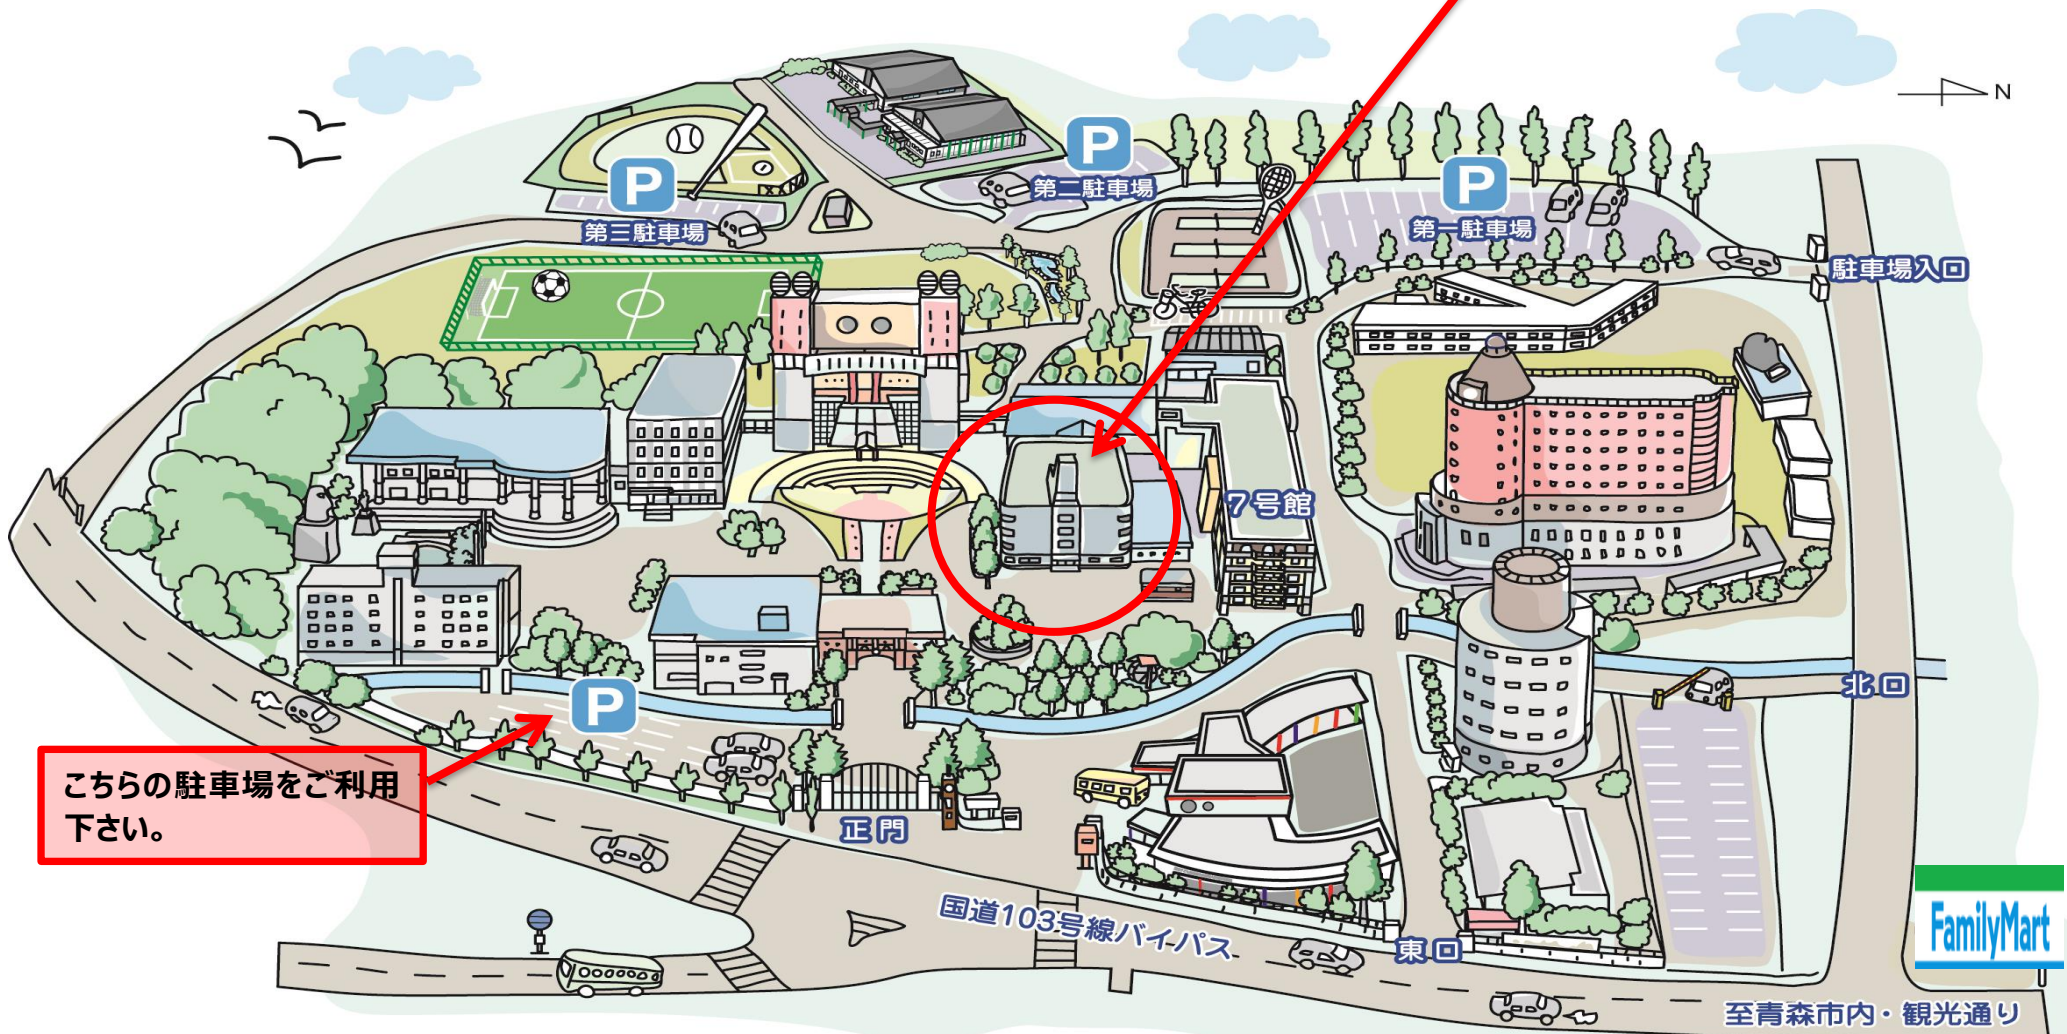 N
P
第二駐車場
P
第三駐車場
P
第一駐車場
駐車場入口
7号館
北口
P
こちらの駐車場をご利用
下さい。
正門
国道103号線バイパス
東口
FamilyMart
至青森市内・観光通り